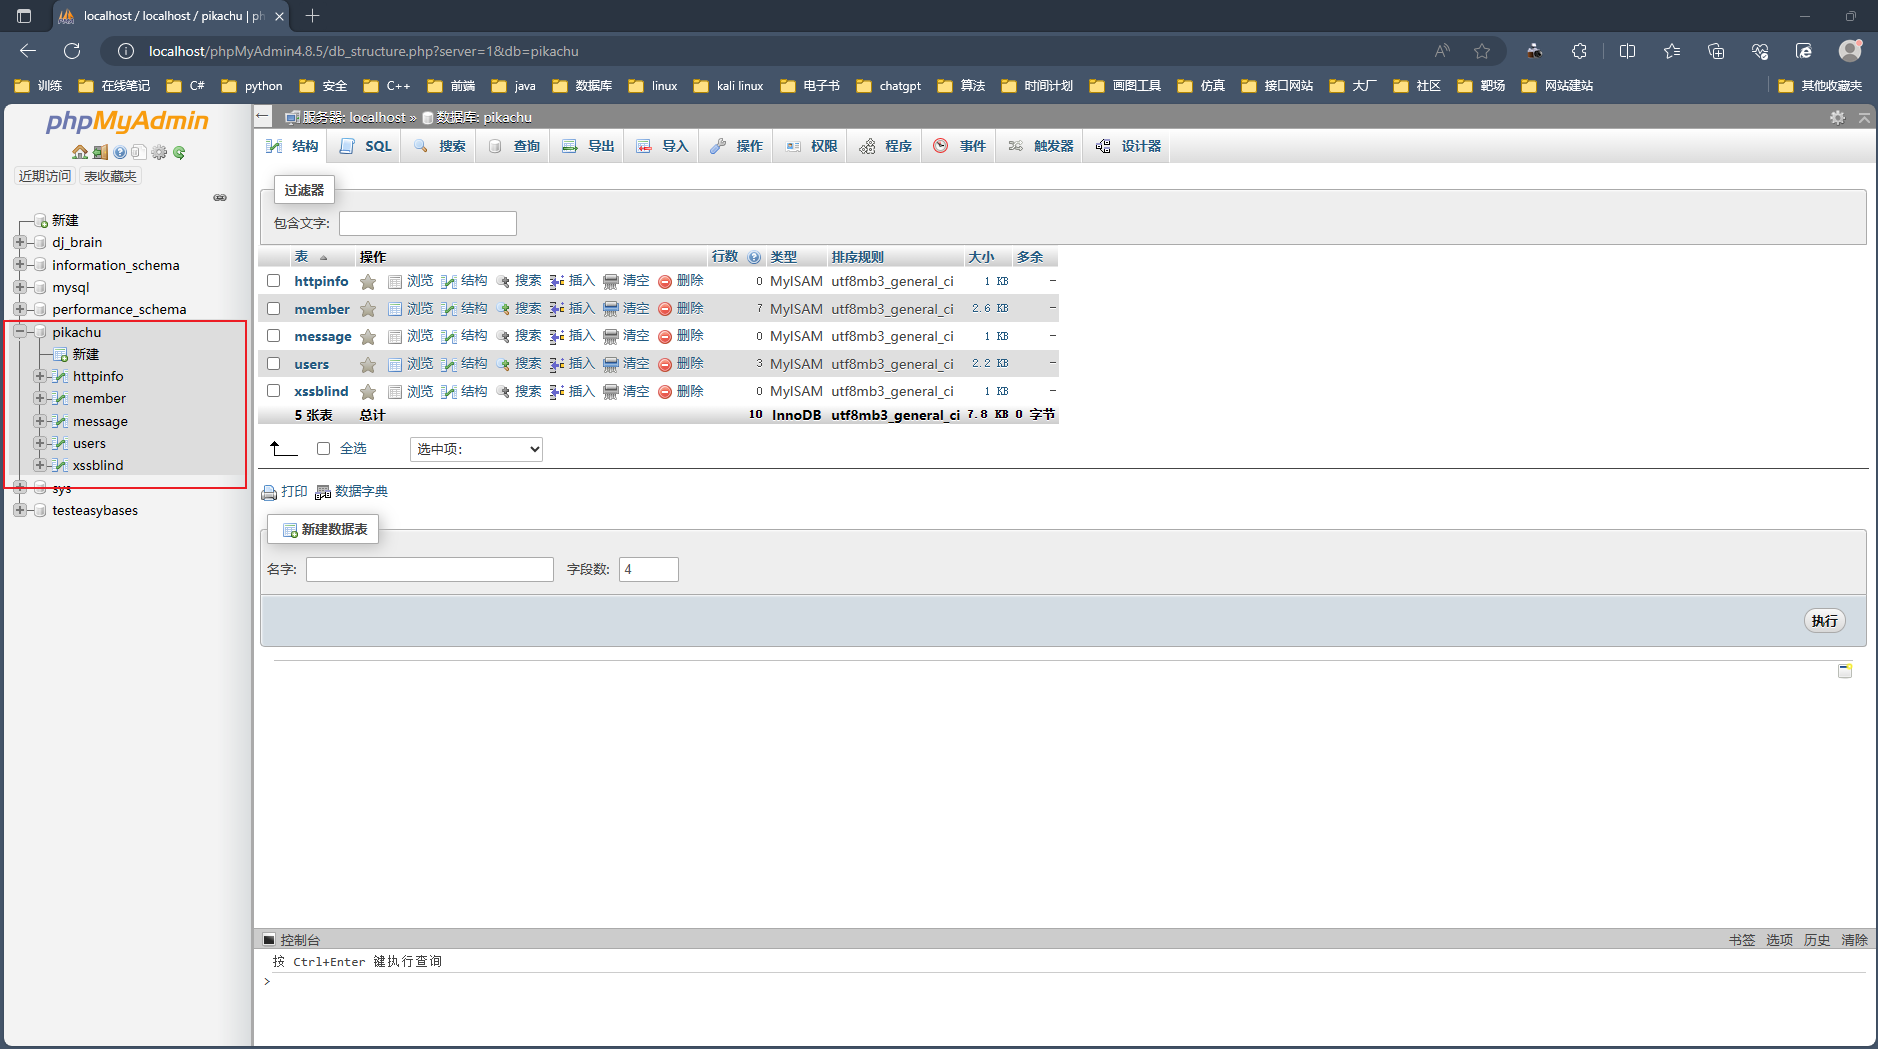 localhost / localhost / pikachu | ph
localhost/phpMyAdmin4.8.5/db_structure.php?server=1&db=pikachu
训练 在线笔记 C# python 安全 C++ 前端 java 数据库 linux kali linux 电子书 chatgpt 算法 时间计划 画图工具 仿真 接口网站 大厂 社区 靶场 网站建站 其他收藏夹
phpMyAdmin
近期访问 表收藏夹
新建
dj_brain
information_schema
mysql
performance_schema
pikachu
新建
httpinfo
member
message
users
xssblind
sys
testeasybases
服务器: localhost » 数据库: pikachu
结构 SQL 搜索 查询 导出 导入 操作 权限 程序 事件 触发器 设计器
过滤器
包含文字:
表 操作 行数 类型 排序规则 大小 多余
httpinfo 浏览 结构 搜索 插入 清空 删除 0 MyISAM utf8mb3_general_ci 1 KB -
member 浏览 结构 搜索 插入 清空 删除 7 MyISAM utf8mb3_general_ci 2.6 KB -
message 浏览 结构 搜索 插入 清空 删除 0 MyISAM utf8mb3_general_ci 1 KB -
users 浏览 结构 搜索 插入 清空 删除 3 MyISAM utf8mb3_general_ci 2.2 KB -
xssblind 浏览 结构 搜索 插入 清空 删除 0 MyISAM utf8mb3_general_ci 1 KB -
5 张表 总计 10 InnoDB utf8mb3_general_ci 7.8 KB 0 字节
全选 选中项:
打印 数据字典
新建数据表
名字: 字段数: 4
执行
控制台 书签 选项 历史 清除
按 Ctrl+Enter 键执行查询
>